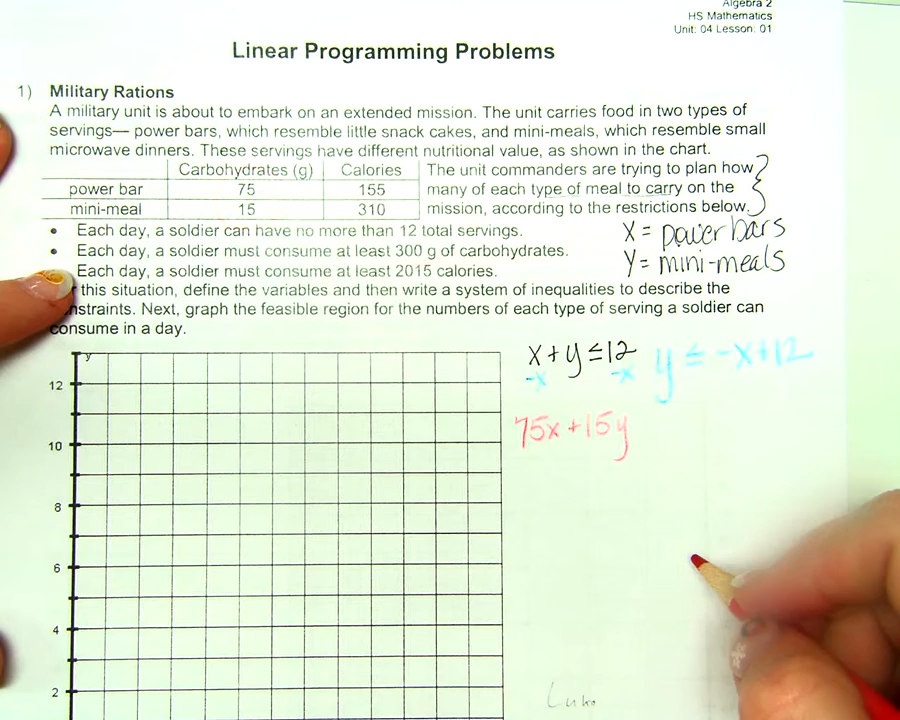 Algebra 2
HS Mathematics
Unit: 04 Lesson: 01
Linear Programming Problems
1) Military Rations
A military unit is about to embark on an extended mission. The unit carries food in two types of
servings— power bars, which resemble little snack cakes, and mini-meals, which resemble small
microwave dinners. These servings have different nutritional value, as shown in the chart.
Carbohydrates (g) Calories
power bar 75 155
mini-meal 15 310
The unit commanders are trying to plan how
many of each type of meal to carry on the
mission, according to the restrictions below.
• Each day, a soldier can have no more than 12 total servings.
• Each day, a soldier must consume at least 300 g of carbohydrates.
Each day, a soldier must consume at least 2015 calories.
X = power bars
Y = mini-meals
this situation, define the variables and then write a system of inequalities to describe the
nstraints. Next, graph the feasible region for the numbers of each type of serving a soldier can
consume in a day.
x + y ≤ 12 y ≤ -x+12
-x -x
75x +15y
y
12
10
8
6
4
2